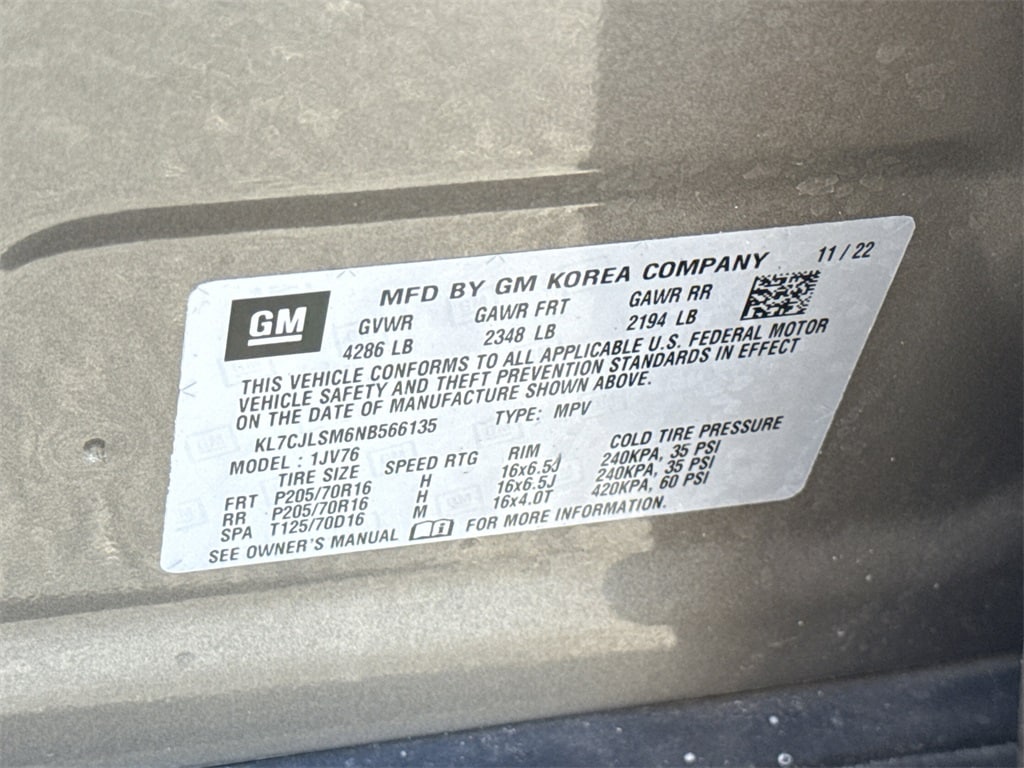 MFD BY GM KOREA COMPANY 11 / 22
GM
GVWR GAWR FRT GAWR RR
4286 LB 2348 LB 2194 LB
THIS VEHICLE CONFORMS TO ALL APPLICABLE U.S. FEDERAL MOTOR
VEHICLE SAFETY AND THEFT PREVENTION STANDARDS IN EFFECT
ON THE DATE OF MANUFACTURE SHOWN ABOVE.
KL7CJLSM6NB566135 TYPE: MPV
MODEL : 1JV76
TIRE SIZE SPEED RTG RIM COLD TIRE PRESSURE
FRT P205/70R16 H 16x6.5J 240KPA, 35 PSI
RR P205/70R16 H 16x6.5J 240KPA, 35 PSI
SPA T125/70D16 M 16x4.0T 420KPA, 60 PSI
SEE OWNER'S MANUAL FOR MORE INFORMATION.